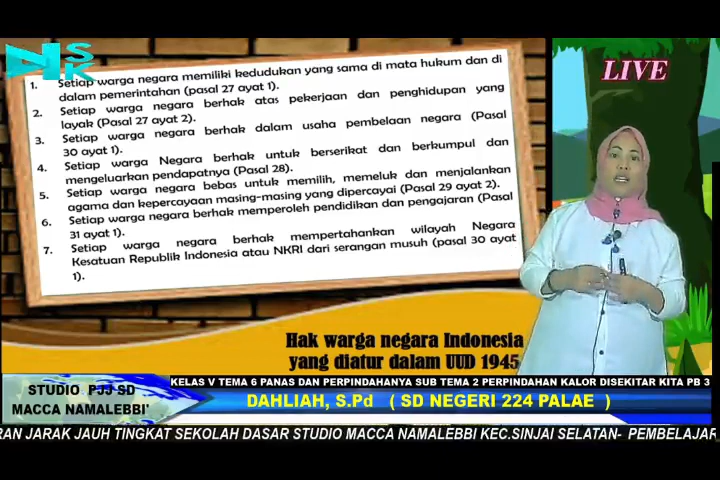 NSK
LIVE
1. Setiap warga negara memiliki kedudukan yang sama di mata hukum dan di
dalam pemerintahan (pasal 27 ayat 1).
2. Setiap warga negara berhak atas pekerjaan dan penghidupan yang
layak (Pasal 27 ayat 2).
3. Setiap warga negara berhak dalam usaha pembelaan negara (Pasal
30 ayat 1).
4. Setiap warga Negara berhak untuk berserikat dan berkumpul dan
mengeluarkan pendapatnya (Pasal 28).
5. Setiap warga negara bebas untuk memilih, memeluk dan menjalankan
agama dan kepercayaan masing-masing yang dipercayai (Pasal 29 ayat 2).
6. Setiap warga negara berhak memperoleh pendidikan dan pengajaran (Pasal
31 ayat 1).
7. Setiap warga negara berhak mempertahankan wilayah Negara
Kesatuan Republik Indonesia atau NKRI dari serangan musuh (pasal 30 ayat
1).
Hak warga negara Indonesia
yang diatur dalam UUD 1945
KELAS V TEMA 6 PANAS DAN PERPINDAHANYA SUB TEMA 2 PERPINDAHAN KALOR DISEKITAR KITA PB 3
STUDIO PJJ SD
MACCA NAMALEBBI'
DAHLIAH, S.Pd ( SD NEGERI 224 PALAE )
RAN JARAK JAUH TINGKAT SEKOLAH DASAR STUDIO MACCA NAMALEBBI KEC.SINJAI SELATAN- PEMBELAJAR